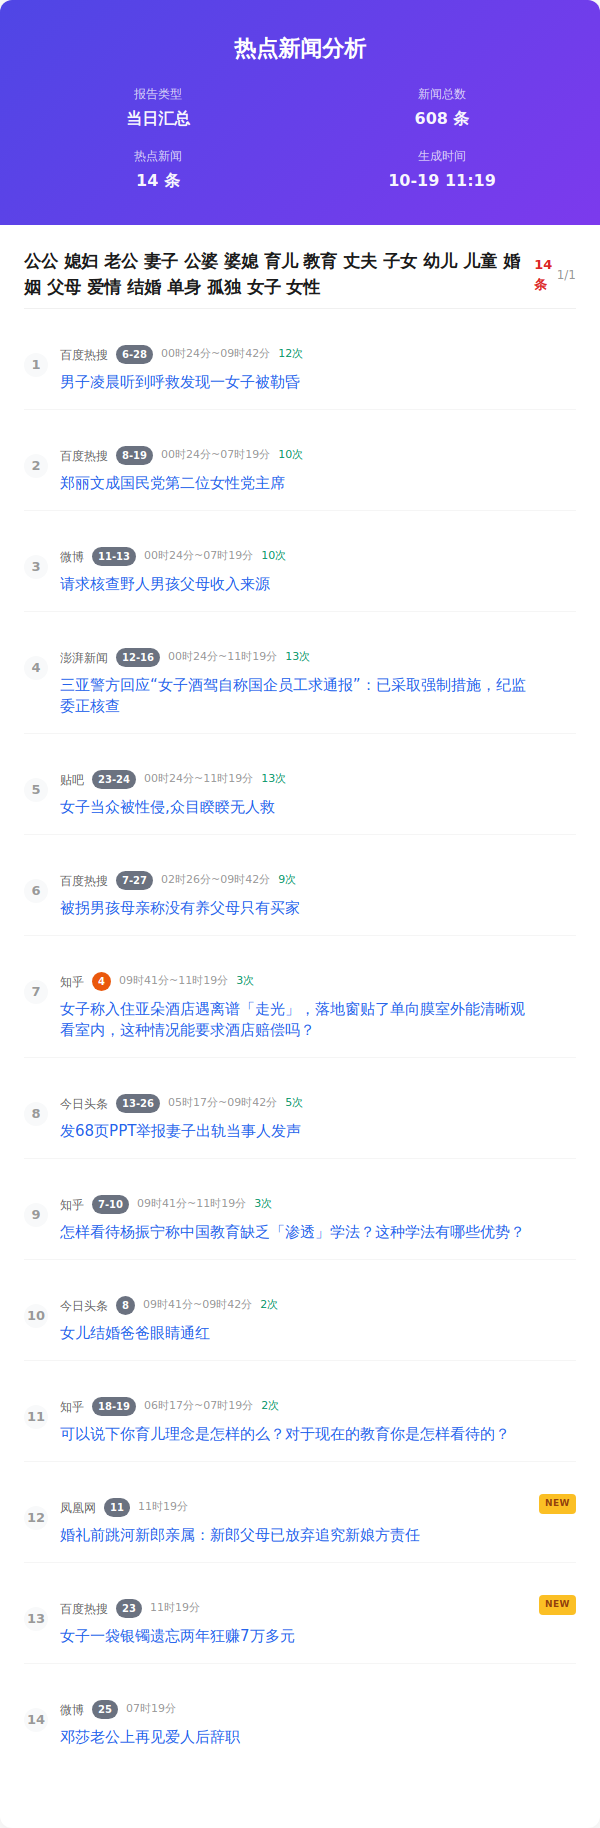 热点新闻分析
报告类型
新闻总数
当日汇总
608 条
热点新闻
生成时间
14 条
10-19 11:19
公公 媳妇 老公 妻子 公婆 婆媳 育儿 教育 丈夫 子女 幼儿 儿童 婚
姻 父母 爱情 结婚 单身 孤独 女子 女性
14
条
1/1
1
百度热搜 6-28 00时24分~09时42分 12次
男子凌晨听到呼救发现一女子被勒昏
2
百度热搜 8-19 00时24分~07时19分 10次
郑丽文成国民党第二位女性党主席
3
微博 11-13 00时24分~07时19分 10次
请求核查野人男孩父母收入来源
4
澎湃新闻 12-16 00时24分~11时19分 13次
三亚警方回应“女子酒驾自称国企员工求通报”：已采取强制措施，纪监
委正核查
5
贴吧 23-24 00时24分~11时19分 13次
女子当众被性侵,众目睽睽无人救
6
百度热搜 7-27 02时26分~09时42分 9次
被拐男孩母亲称没有养父母只有买家
7
知乎 4 09时41分~11时19分 3次
女子称入住亚朵酒店遇离谱「走光」，落地窗贴了单向膜室外能清晰观
看室内，这种情况能要求酒店赔偿吗？
8
今日头条 13-26 05时17分~09时42分 5次
发68页PPT举报妻子出轨当事人发声
9
知乎 7-10 09时41分~11时19分 3次
怎样看待杨振宁称中国教育缺乏「渗透」学法？这种学法有哪些优势？
10
今日头条 8 09时41分~09时42分 2次
女儿结婚爸爸眼睛通红
11
知乎 18-19 06时17分~07时19分 2次
可以说下你育儿理念是怎样的么？对于现在的教育你是怎样看待的？
12
凤凰网 11 11时19分
NEW
婚礼前跳河新郎亲属：新郎父母已放弃追究新娘方责任
13
百度热搜 23 11时19分
NEW
女子一袋银镯遗忘两年狂赚7万多元
14
微博 25 07时19分
邓莎老公上再见爱人后辞职